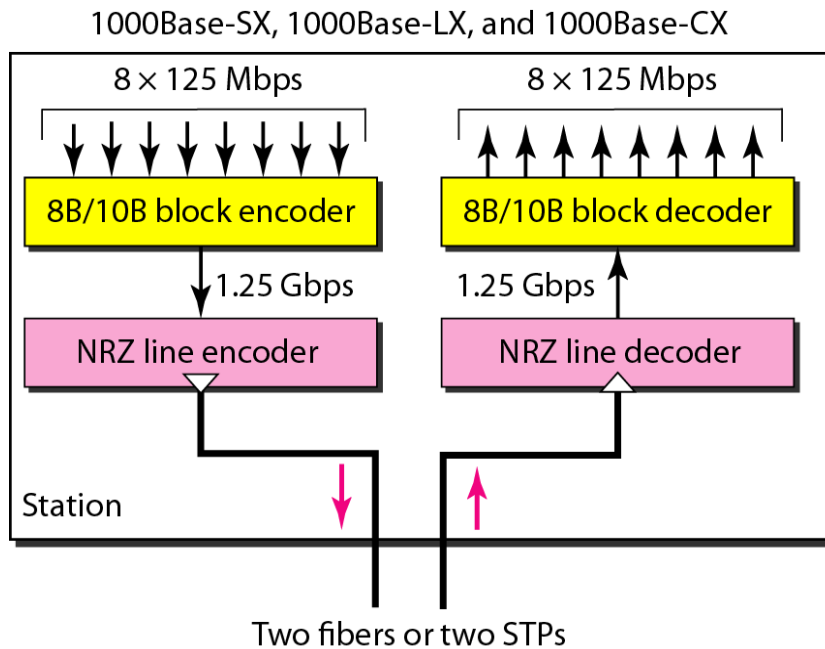 1000Base-SX, 1000Base-LX, and 1000Base-CX
8 × 125 Mbps
8 × 125 Mbps
8B/10B block encoder
8B/10B block decoder
1.25 Gbps
1.25 Gbps
NRZ line encoder
NRZ line decoder
Station
Two fibers or two STPs